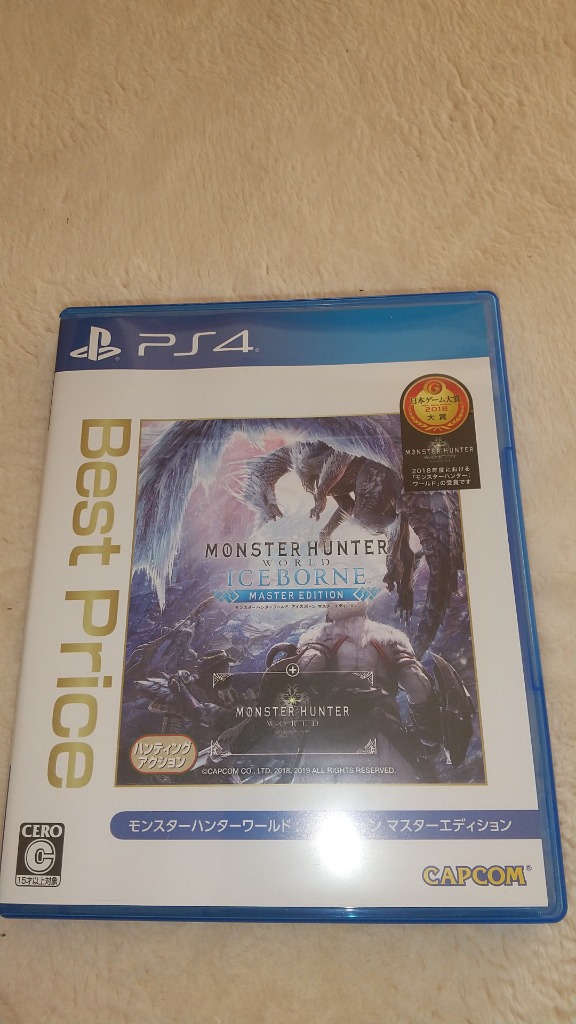 PS4
Best Price
日本ゲーム大賞
2018
大賞
MONSTER HUNTER
WORLD
2018年度における
「モンスターハンター:
ワールド」の受賞です
MONSTER HUNTER
WORLD
ICEBORNE
MASTER EDITION
MONSTER HUNTER
WORLD
ハンティング
アクション
©CAPCOM CO., LTD. 2018, 2019 ALL RIGHTS RESERVED.
モンスターハンターワールド ン マスターエディション
CERO
C
15才以上対象
CAPCOM®